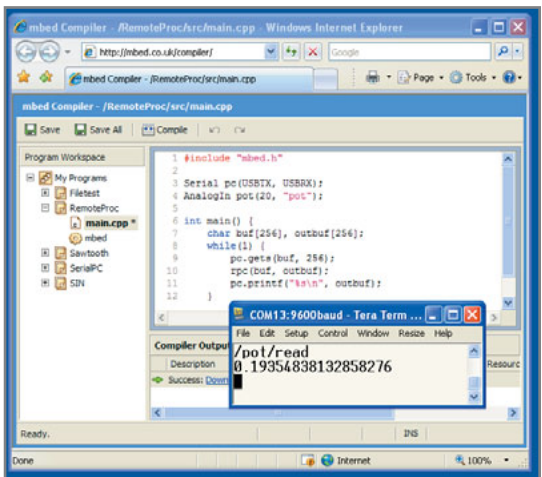 mbed Compiler - /RemoteProc/src/main.cpp - Windows Internet Explorer
http://mbed.co.uk/compiler/
Google
mbed Compiler - /RemoteProc/src/main.cpp
Page
Tools
mbed Compiler - /RemoteProc/src/main.cpp
Save
Save All
Compile
Program Workspace
My Programs
Filetest
RemoteProc
main.cpp *
mbed
Sawtooth
SerialPC
SIN
1 #include "mbed.h"
2
3 Serial pc(USBTX, USBRX);
4 AnalogIn pot(20, "pot");
5
6 int main() {
7 char buf[256], outbuf[256];
8 while(1) {
9 pc.gets(buf, 256);
10 rpc(buf, outbuf);
11 pc.printf("%s\n", outbuf);
12 }
COM13:9600baud - Tera Term ...
File Edit Setup Control Window Resize Help
/pot/read
0.19354838132858276
Compiler Output
Description
Resourc
Success: Down
Ready.
INS
Done
Internet
100%